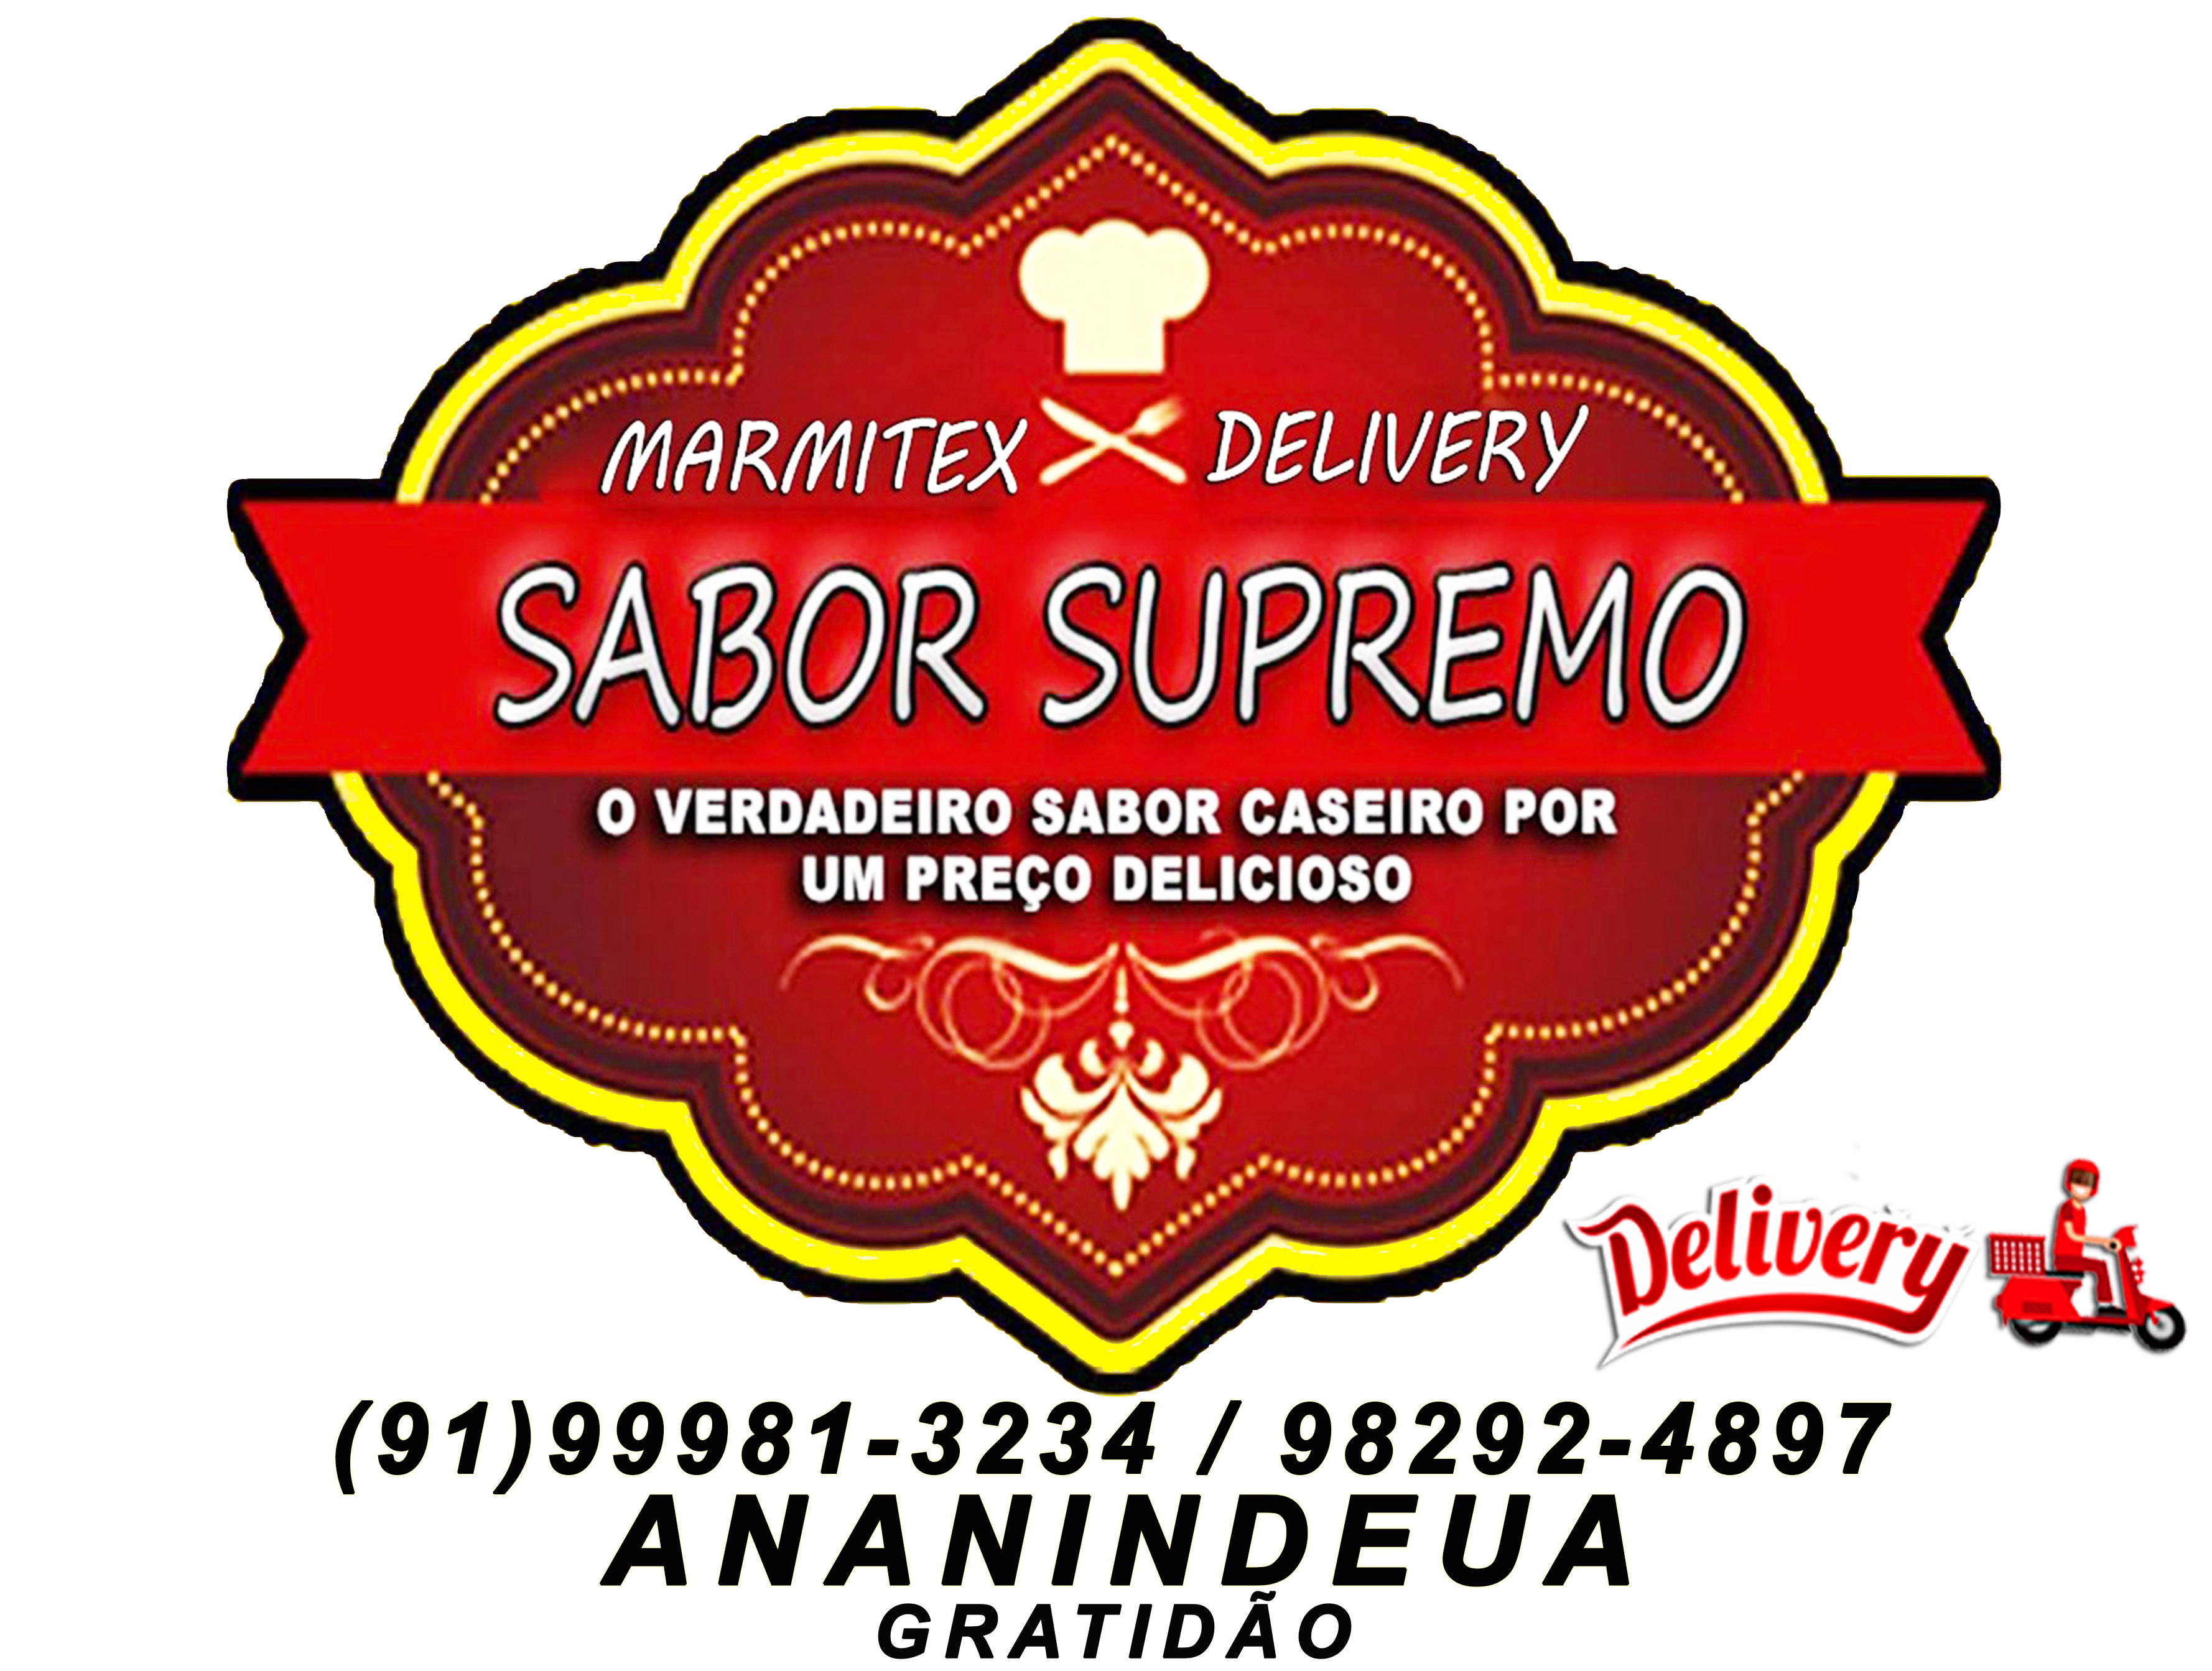 MARMITEX DELIVERY
SABOR SUPREMO
O VERDADEIRO SABOR CASEIRO POR
UM PREÇO DELICIOSO
Delivery
(91)99981-3234 / 98292-4897
ANANINDEUA
GRATIDÃO